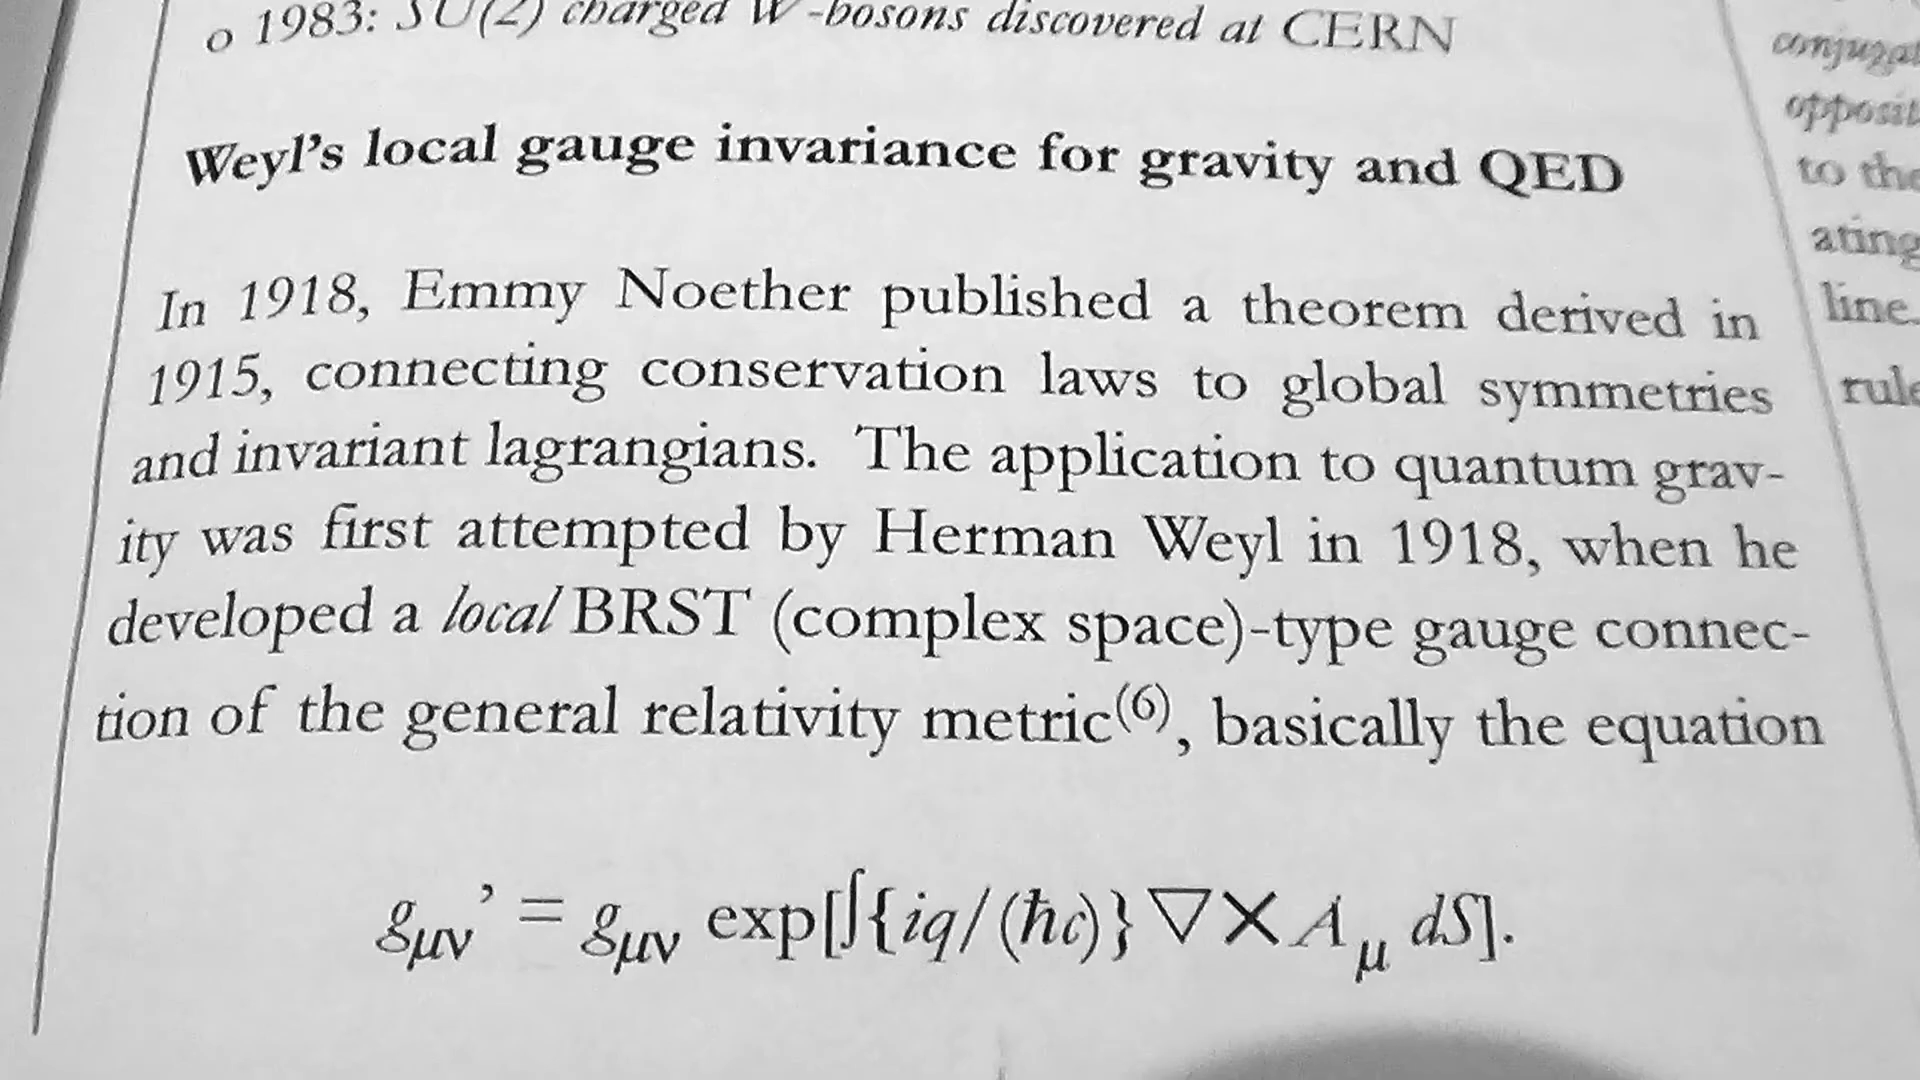 o 1983: SU(2) charged W-bosons discovered at CERN
Weyl's local gauge invariance for gravity and QED
In 1918, Emmy Noether published a theorem derived in
1915, connecting conservation laws to global symmetries
and invariant lagrangians. The application to quantum grav-
ity was first attempted by Herman Weyl in 1918, when he
developed a local BRST (complex space)-type gauge connec-
tion of the general relativity metric⁽⁶⁾, basically the equation
gμν’ = gμν exp[∫{iq/(ħc)}∇×Aμ dS].
to the
line.